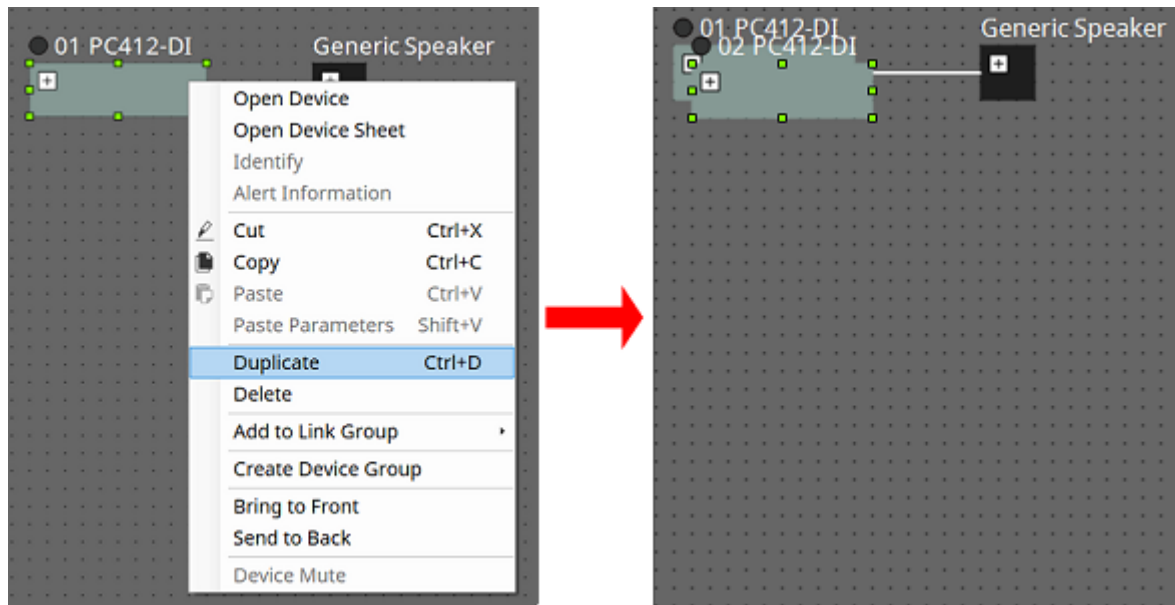 01 PC412-DI
Generic Speaker
Open Device
Open Device Sheet
Identify
Alert Information
Cut Ctrl+X
Copy Ctrl+C
Paste Ctrl+V
Paste Parameters Shift+V
Duplicate Ctrl+D
Delete
Add to Link Group
Create Device Group
Bring to Front
Send to Back
Device Mute
01 PC412-DI
02 PC412-DI
Generic Speaker